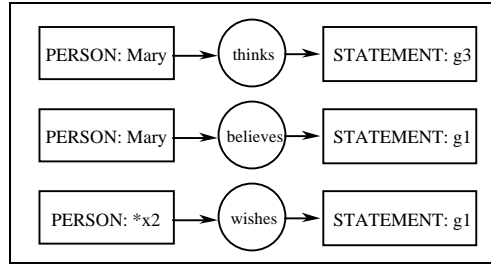 PERSON: Mary thinks STATEMENT: g3
PERSON: Mary believes STATEMENT: g1
PERSON: *x2 wishes STATEMENT: g1